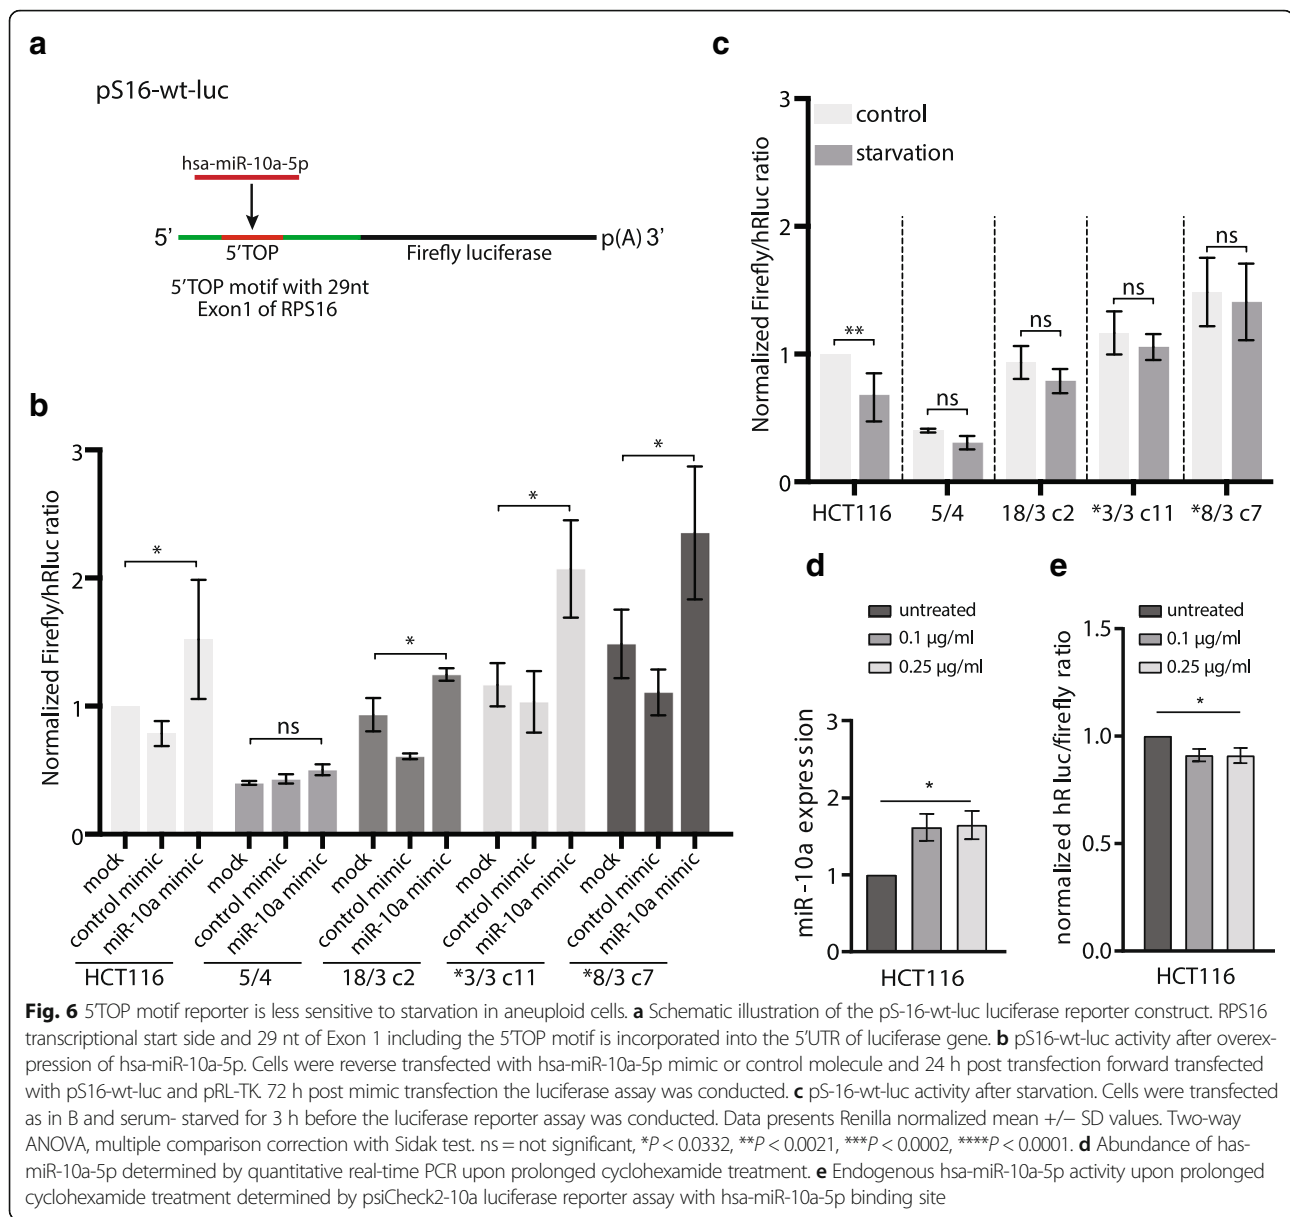 a
pS16-wt-luc
hsa-miR-10a-5p
5'
p(A) 3'
5'TOP
Firefly luciferase
5'TOP motif with 29nt
Exon1 of RPS16
b
Normalized Firefly/hRluc ratio
3
2
1
0
*
ns
*
*
*
mock
control mimic
miR-10a mimic
mock
control mimic
miR-10a mimic
mock
control mimic
miR-10a mimic
mock
control mimic
miR-10a mimic
mock
control mimic
miR-10a mimic
HCT116
5/4
18/3 c2
*3/3 c11
*8/3 c7
c
Normalized Firefly/hRluc ratio
3
2
1
0
control
starvation
**
ns
ns
ns
ns
HCT116
5/4
18/3 c2
*3/3 c11
*8/3 c7
d
untreated
0.1 µg/ml
0.25 µg/ml
miR-10a expression
3
2
1
0
*
HCT116
e
untreated
0.1 µg/ml
0.25 µg/ml
normalized hR luc/firefly ratio
1.5
1.0
0.5
0.0
*
HCT116
Fig. 6 5'TOP motif reporter is less sensitive to starvation in aneuploid cells. a Schematic illustration of the pS-16-wt-luc luciferase reporter construct. RPS16
transcriptional start side and 29 nt of Exon 1 including the 5'TOP motif is incorporated into the 5'UTR of luciferase gene. b pS16-wt-luc activity after overex-
pression of hsa-miR-10a-5p. Cells were reverse transfected with hsa-miR-10a-5p mimic or control molecule and 24 h post transfection forward transfected
with pS16-wt-luc and pRL-TK. 72 h post mimic transfection the luciferase assay was conducted. c pS-16-wt-luc activity after starvation. Cells were transfected
as in B and serum- starved for 3 h before the luciferase reporter assay was conducted. Data presents Renilla normalized mean +/− SD values. Two-way
ANOVA, multiple comparison correction with Sidak test. ns = not significant, *P < 0.0332, **P < 0.0021, ***P < 0.0002, ****P < 0.0001. d Abundance of has-
miR-10a-5p determined by quantitative real-time PCR upon prolonged cyclohexamide treatment. e Endogenous hsa-miR-10a-5p activity upon prolonged
cyclohexamide treatment determined by psiCheck2-10a luciferase reporter assay with hsa-miR-10a-5p binding site